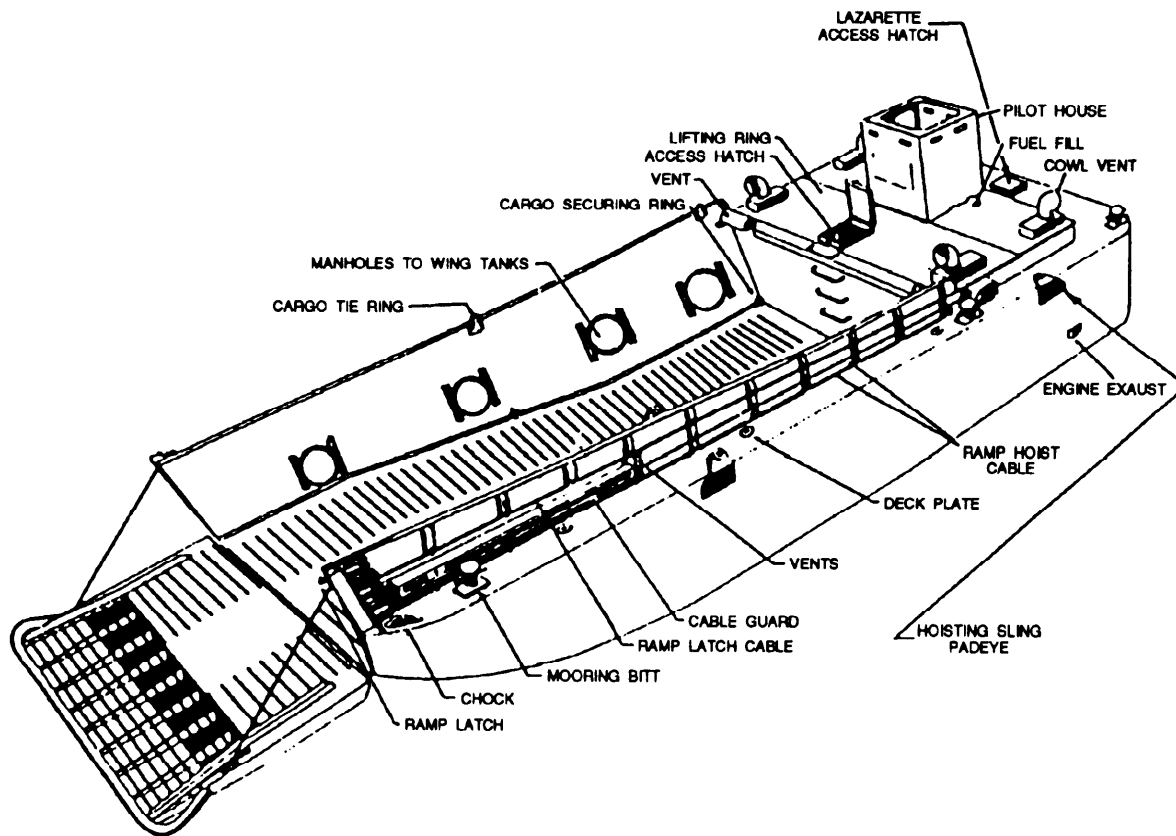 LAZARETTE
ACCESS HATCH
PILOT HOUSE
LIFTING RING
ACCESS HATCH
FUEL FILL
COWL VENT
VENT
CARGO SECURING RING
MANHOLES TO WING TANKS
CARGO TIE RING
ENGINE EXHAUST
RAMP HOIST
CABLE
DECK PLATE
VENTS
CABLE GUARD
HOISTING SLING
PADEYE
RAMP LATCH CABLE
MOORING BITT
CHOCK
RAMP LATCH